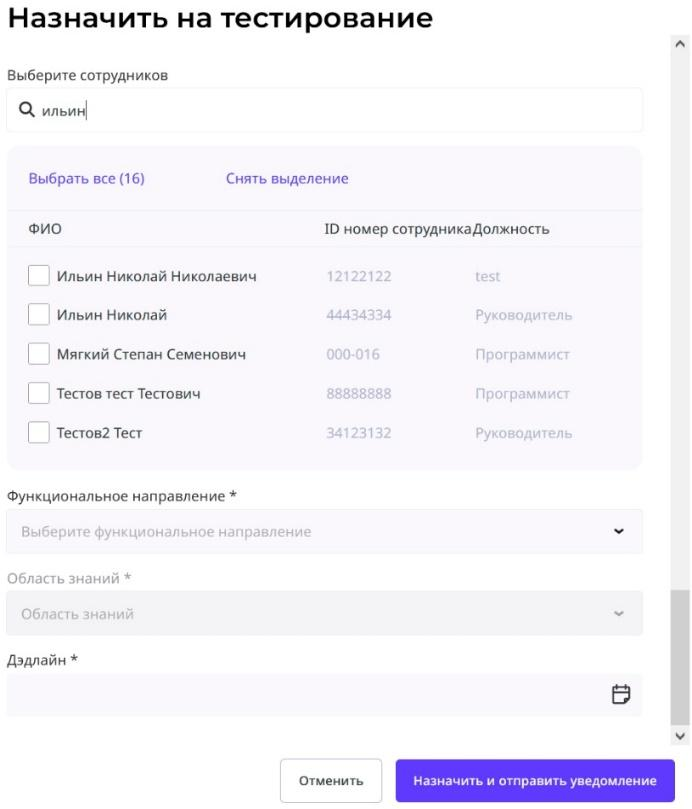 Назначить на тестирование
Выберите сотрудников
ильин
Выбрать все (16) Снять выделение
ФИО ID номер сотрудника Должность
Ильин Николай Николаевич 12122122 test
Ильин Николай 44434334 Руководитель
Мягкий Степан Семенович 000-016 Программист
Тестов тест Тестович 88888888 Программист
Тестов2 Тест 34123132 Руководитель
Функциональное направление *
Выберите функциональное направление
Область знаний *
Область знаний
Дэдлайн *
Отменить Назначить и отправить уведомление